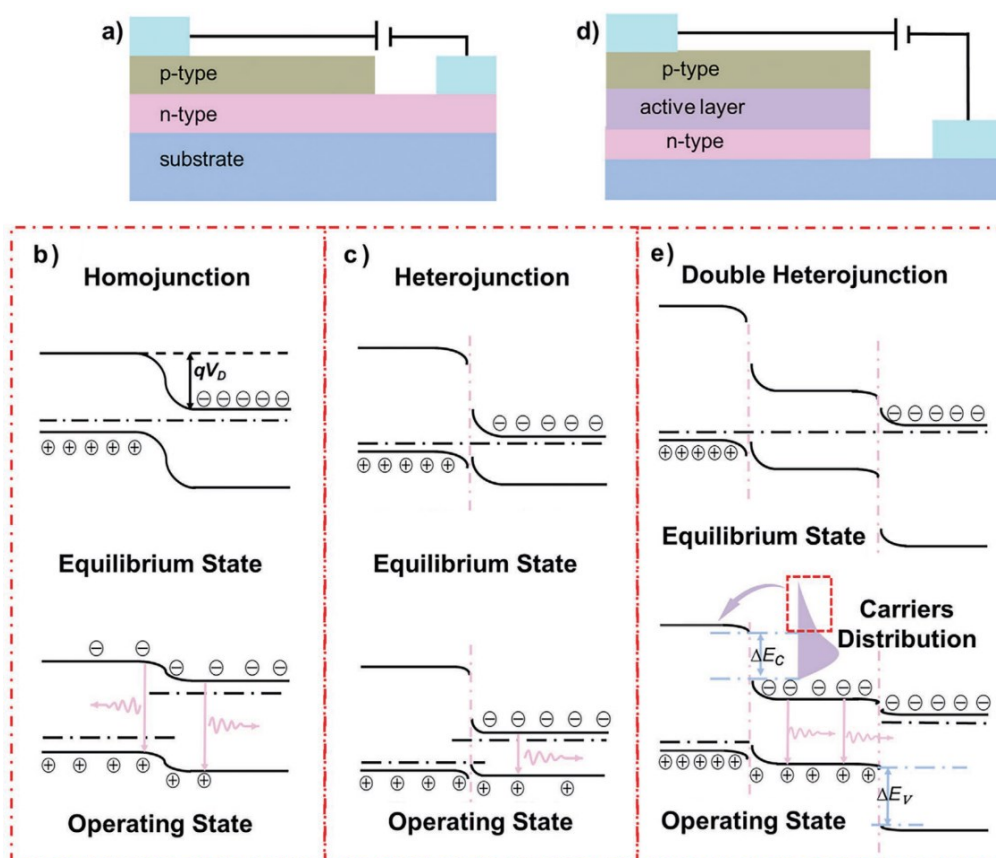 a)
p-type
n-type
substrate
d)
p-type
active layer
n-type
b)
Homojunction
qV_D
Equilibrium State
Operating State
c)
Heterojunction
Equilibrium State
Operating State
e)
Double Heterojunction
Equilibrium State
Carriers
Distribution
ΔE_C
ΔE_V
Operating State